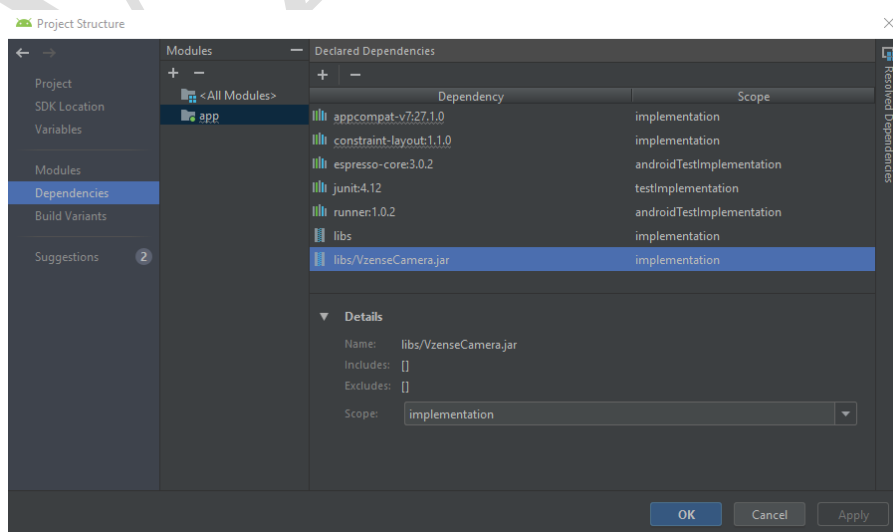 Project Structure
Modules
Declared Dependencies
Project
SDK Location
Variables
Modules
Dependencies
Build Variants
Suggestions 2
<All Modules>
app
Dependency Scope
appcompat-v7:27.1.0 implementation
constraint-layout:1.1.0 implementation
espresso-core:3.0.2 androidTestImplementation
junit:4.12 testImplementation
runner:1.0.2 androidTestImplementation
libs implementation
libs/VzenseCamera.jar implementation
Details
Name: libs/VzenseCamera.jar
Includes: []
Excludes: []
Scope: implementation
Resolved Dependencies
OK Cancel Apply